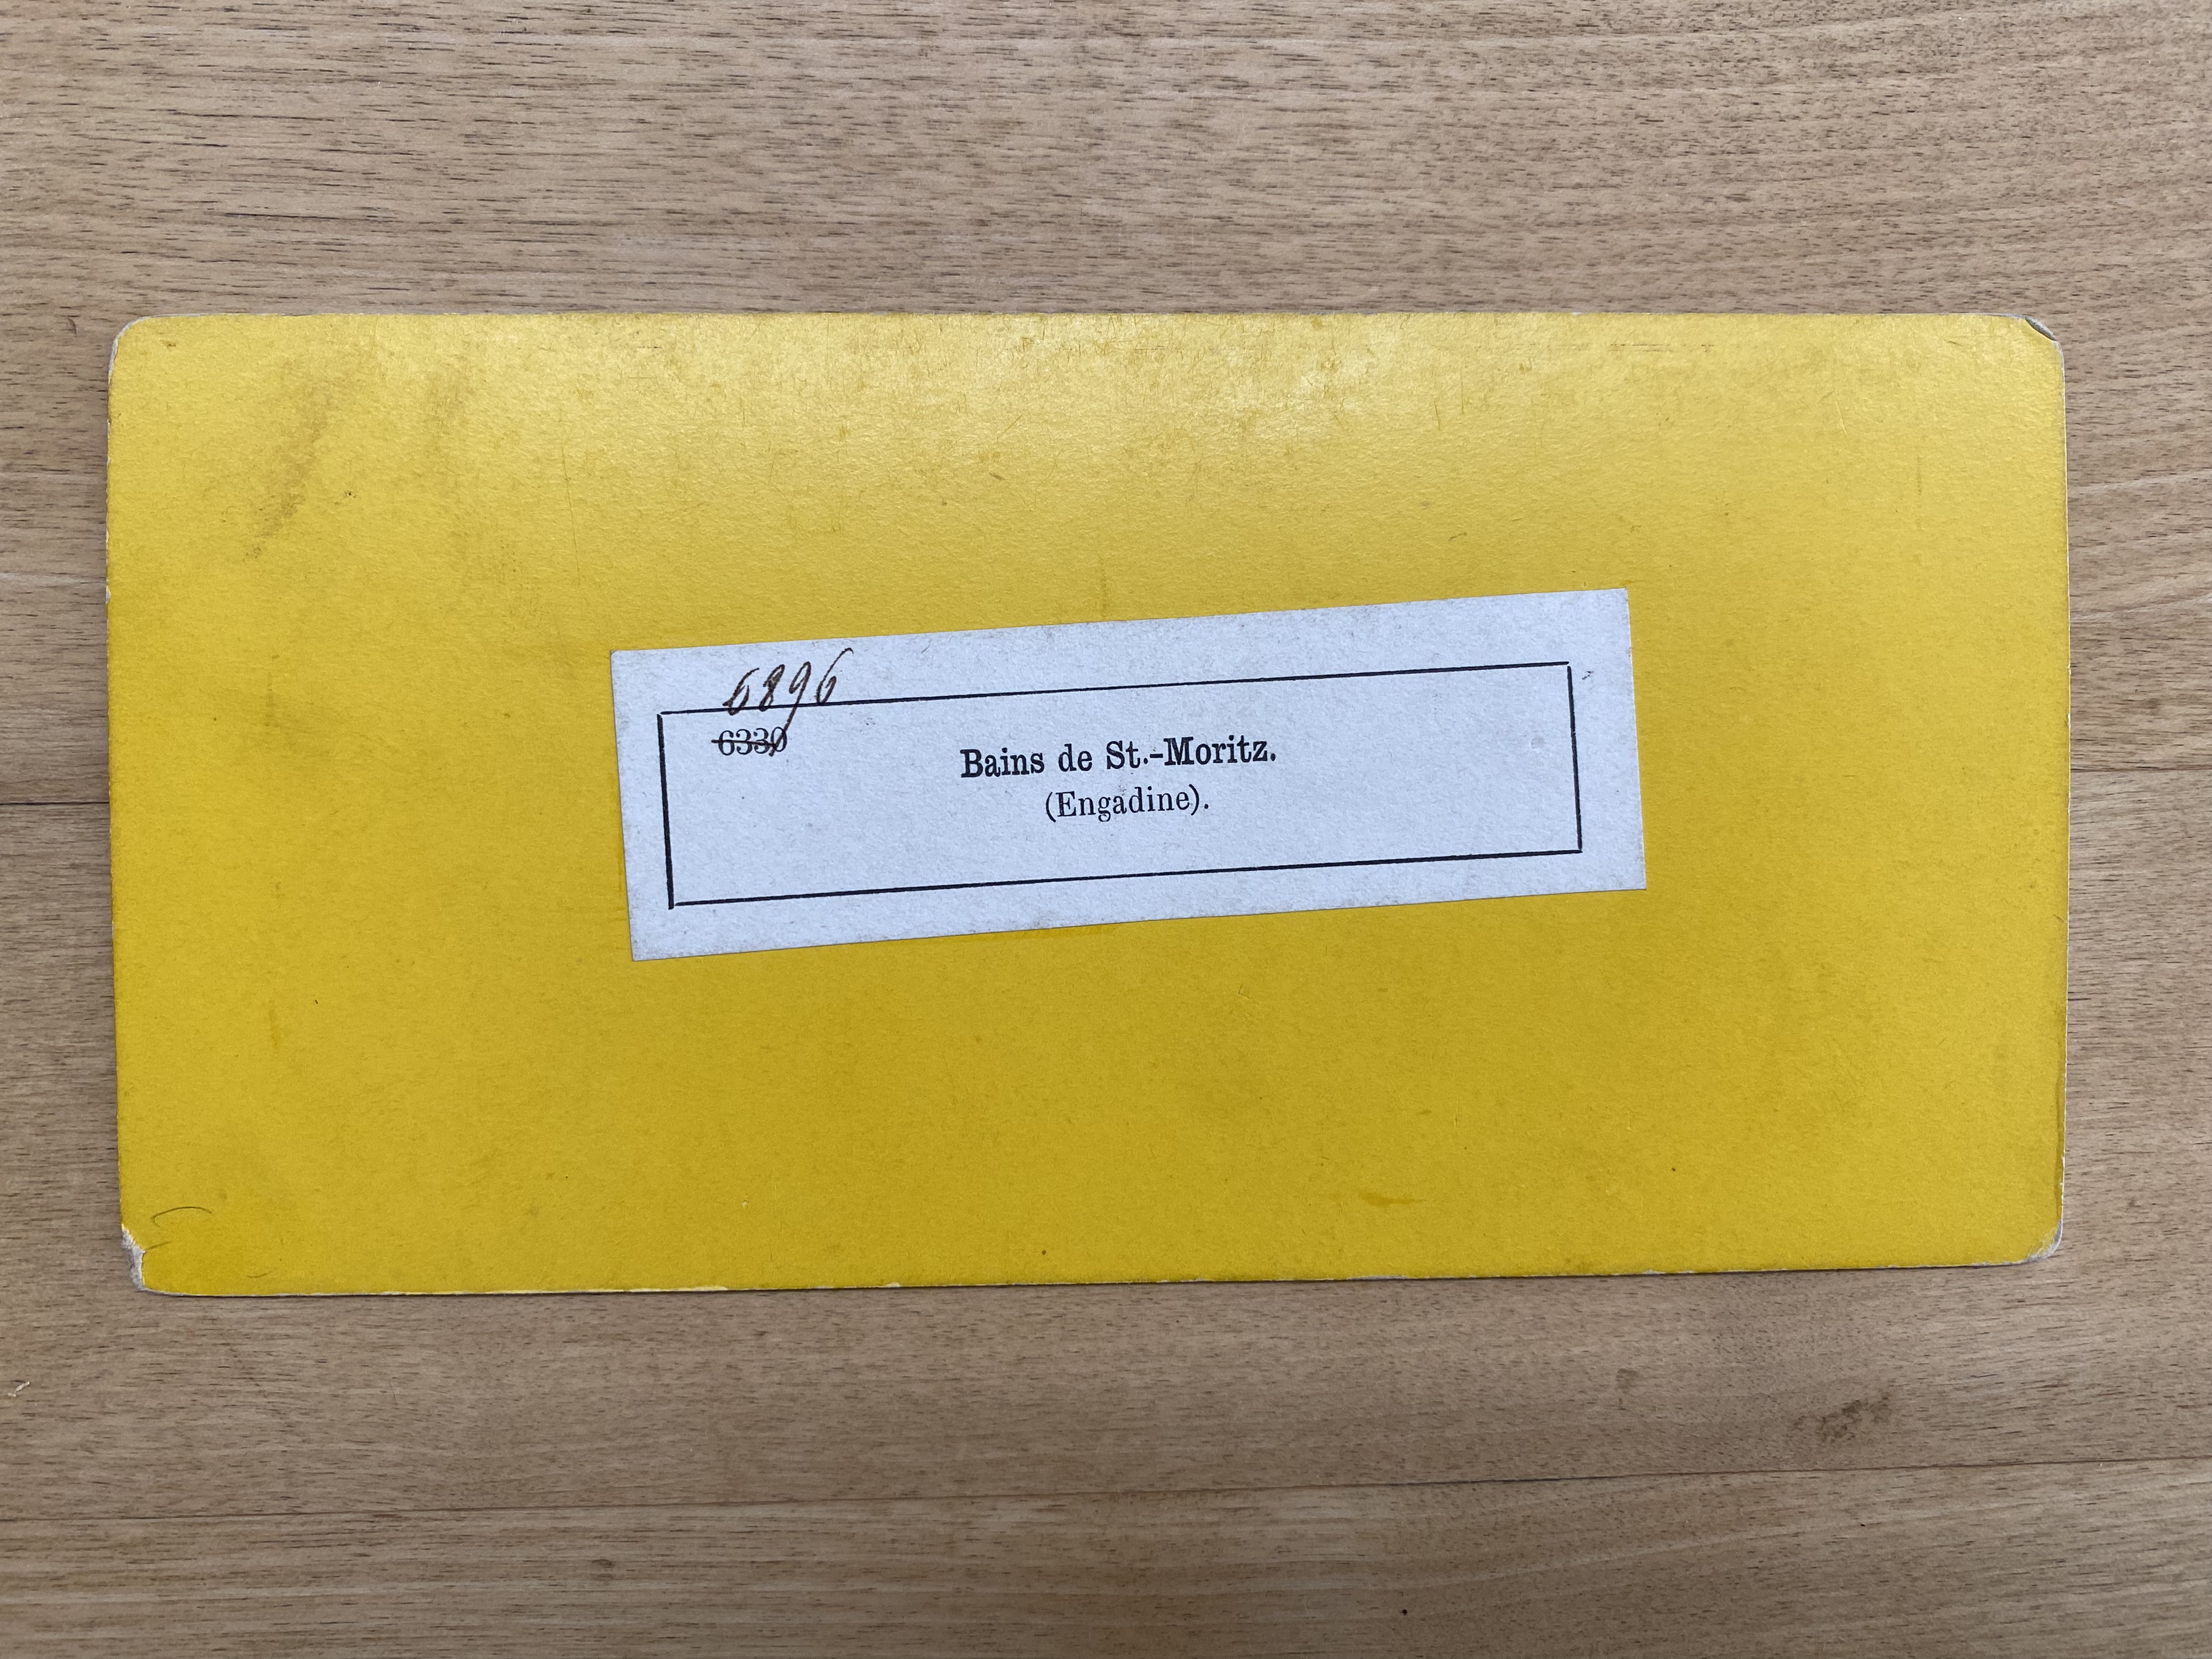 6896
6330
Bains de St.-Moritz.
(Engadine).